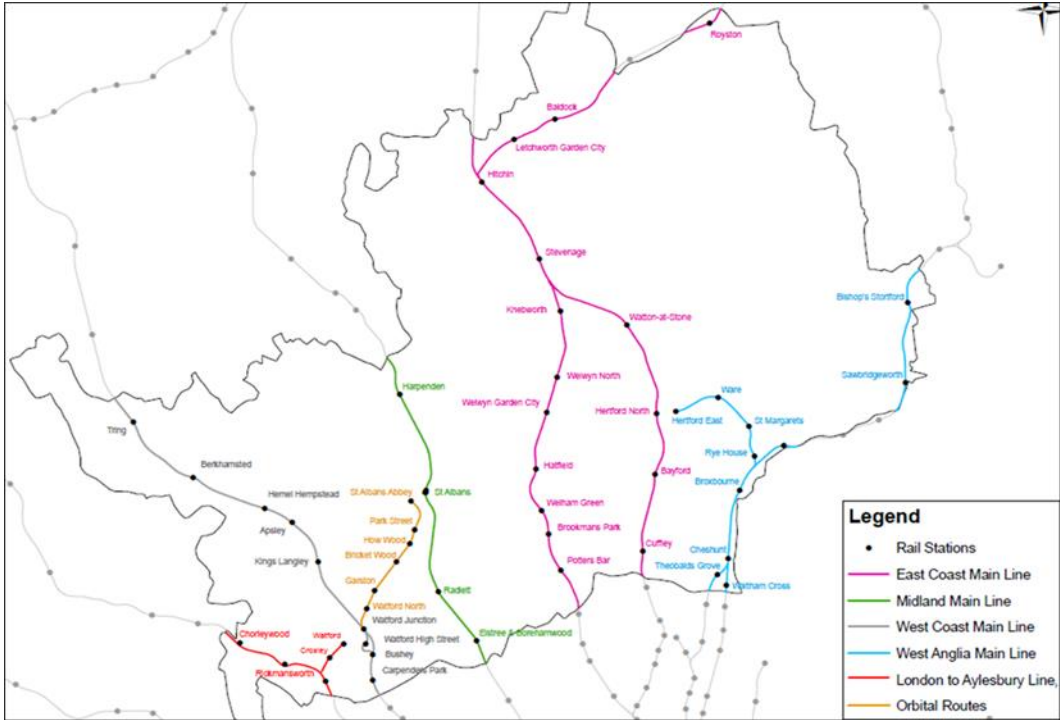 Royston
Baldock
Letchworth Garden City
Hitchin
Stevenage
Bishop's Stortford
Knebworth
Watton-at-Stone
Welwyn North
Sawbridgeworth
Harpenden
Ware
Welwyn Garden City
Hertford North
Hertford East
St Margarets
Tring
Rye House
Berkhamsted
Hatfield
Bayford
Broxbourne
Hemel Hempstead
St Albans Abbey
St Albans
Welham Green
Park Street
Apsley
Brookmans Park
How Wood
Cuffley
Cheshunt
Kings Langley
Bricket Wood
Potters Bar
Theobalds Grove
Garston
Radlett
Waltham Cross
Watford North
Watford Junction
Chorleywood
Watford
Watford High Street
Elstree & Borehamwood
Croxley
Bushey
Rickmansworth
Carpenders Park
Legend
Rail Stations
East Coast Main Line
Midland Main Line
West Coast Main Line
West Anglia Main Line
London to Aylesbury Line,
Orbital Routes